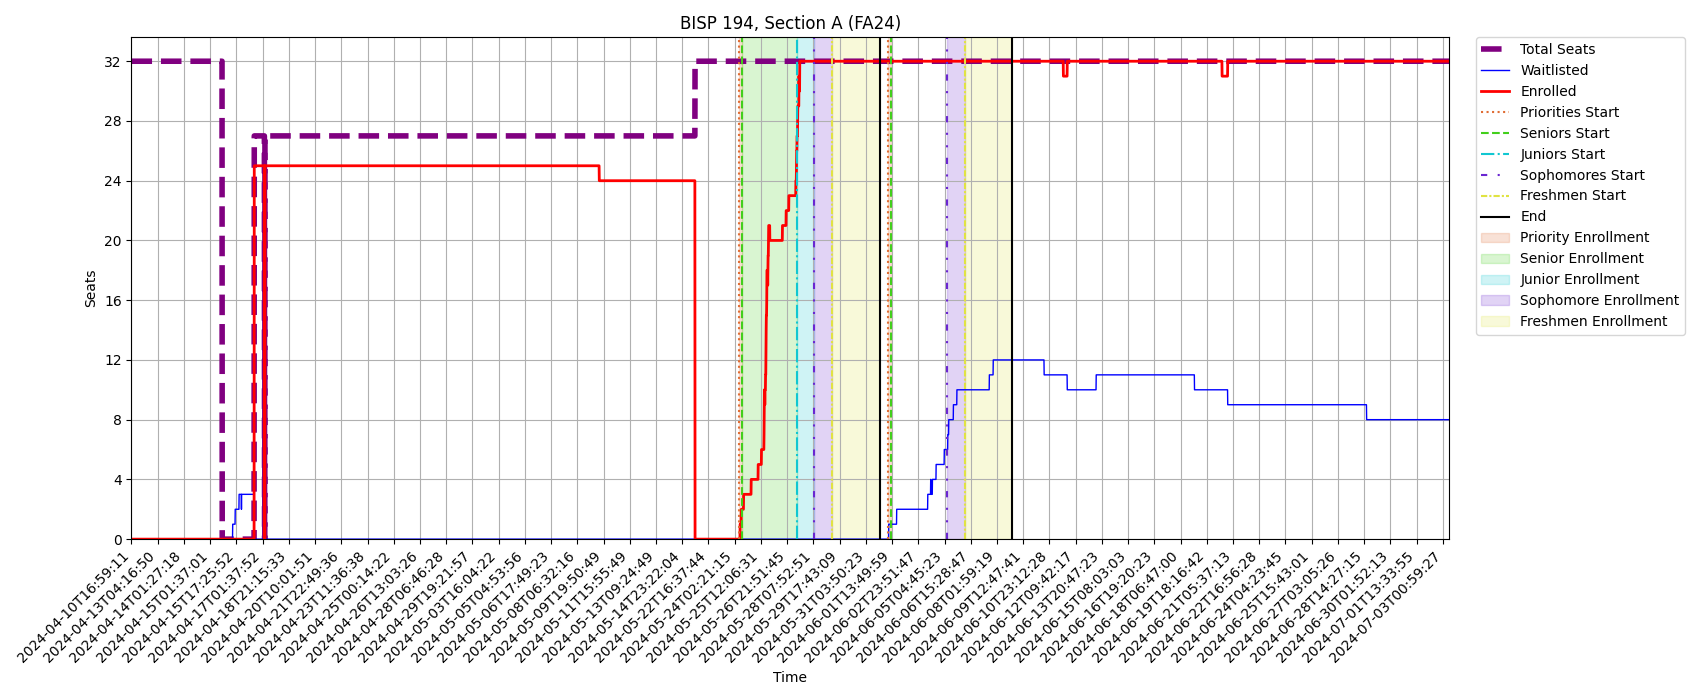 BISP 194, Section A (FA24)
Seats
32
28
24
20
16
12
8
4
0
2024-04-10T16:59:11
2024-04-13T04:16:50
2024-04-14T01:27:18
2024-04-15T01:37:01
2024-04-15T17:25:52
2024-04-17T01:37:52
2024-04-18T21:15:33
2024-04-20T10:01:51
2024-04-21T22:49:36
2024-04-23T11:36:38
2024-04-25T00:14:22
2024-04-26T13:03:26
2024-04-28T06:46:28
2024-04-29T19:21:57
2024-05-03T16:04:22
2024-05-05T04:53:56
2024-05-06T17:49:23
2024-05-08T06:32:16
2024-05-09T19:50:49
2024-05-11T15:55:49
2024-05-13T09:24:49
2024-05-14T23:22:04
2024-05-22T16:37:44
2024-05-24T02:21:15
2024-05-25T12:06:31
2024-05-26T21:51:45
2024-05-28T07:52:51
2024-05-29T17:43:09
2024-05-31T03:50:23
2024-06-01T13:49:59
2024-06-02T23:51:47
2024-06-05T04:45:23
2024-06-06T15:28:47
2024-06-08T01:59:19
2024-06-09T12:47:41
2024-06-10T23:12:28
2024-06-12T09:42:17
2024-06-13T20:47:23
2024-06-15T08:03:03
2024-06-16T19:20:23
2024-06-18T06:47:00
2024-06-19T18:16:42
2024-06-21T05:37:13
2024-06-22T16:56:28
2024-06-24T04:23:45
2024-06-25T15:43:01
2024-06-27T03:05:26
2024-06-28T14:27:15
2024-06-30T01:52:13
2024-07-01T13:33:55
2024-07-03T00:59:27
Time
Total Seats
Waitlisted
Enrolled
Priorities Start
Seniors Start
Juniors Start
Sophomores Start
Freshmen Start
End
Priority Enrollment
Senior Enrollment
Junior Enrollment
Sophomore Enrollment
Freshmen Enrollment